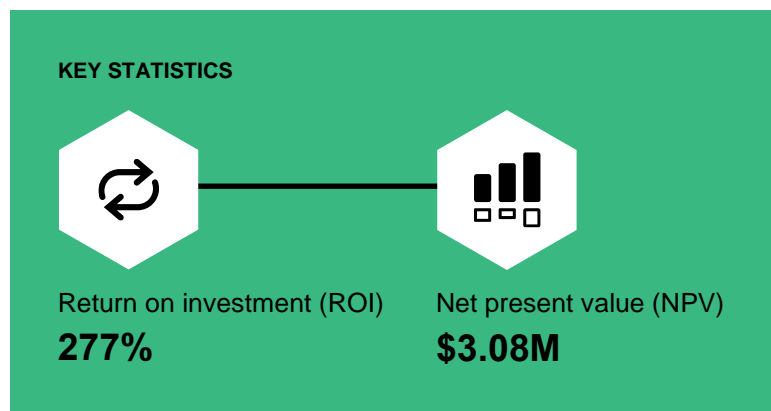 KEY STATISTICS
Return on investment (ROI)
277%
Net present value (NPV)
$3.08M